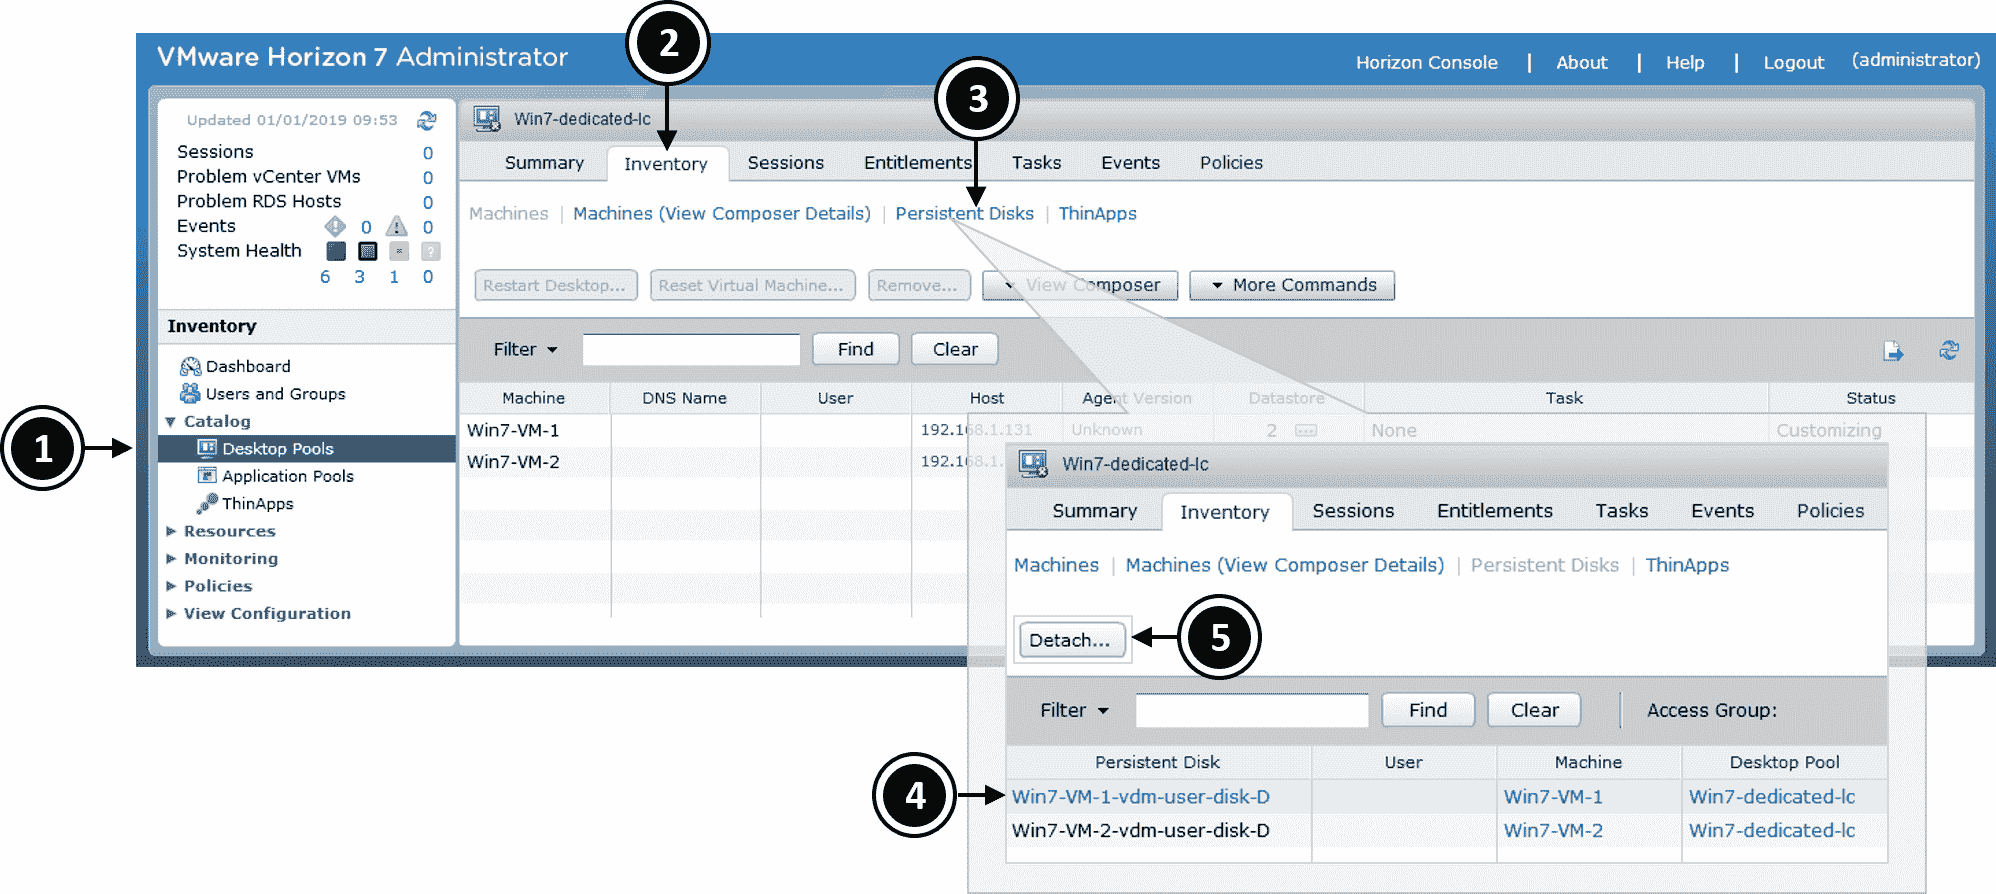 2
VMware Horizon 7 Administrator
Horizon Console | About | Help | Logout (administrator)
3
Updated 01/01/2019 09:53
Sessions 0
Problem vCenter VMs 0
Problem RDS Hosts 0
Events 0 0
System Health
6 3 1 0
Inventory
Dashboard
Users and Groups
Catalog
1
Desktop Pools
Application Pools
ThinApps
Resources
Monitoring
Policies
View Configuration
Win7-dedicated-lc
Summary Inventory Sessions Entitlements Tasks Events Policies
Machines | Machines (View Composer Details) | Persistent Disks | ThinApps
Restart Desktop... Reset Virtual Machine... Remove... View Composer More Commands
Filter Find Clear
Machine DNS Name User Host Agent Version Datastore Task Status
Win7-VM-1 192.168.1.131 Unknown 2 ... None Customizing
Win7-VM-2 192.168.1.
Win7-dedicated-lc
Summary Inventory Sessions Entitlements Tasks Events Policies
Machines | Machines (View Composer Details) | Persistent Disks | ThinApps
Detach... 5
Filter Find Clear Access Group:
Persistent Disk User Machine Desktop Pool
4
Win7-VM-1-vdm-user-disk-D Win7-VM-1 Win7-dedicated-lc
Win7-VM-2-vdm-user-disk-D Win7-VM-2 Win7-dedicated-lc